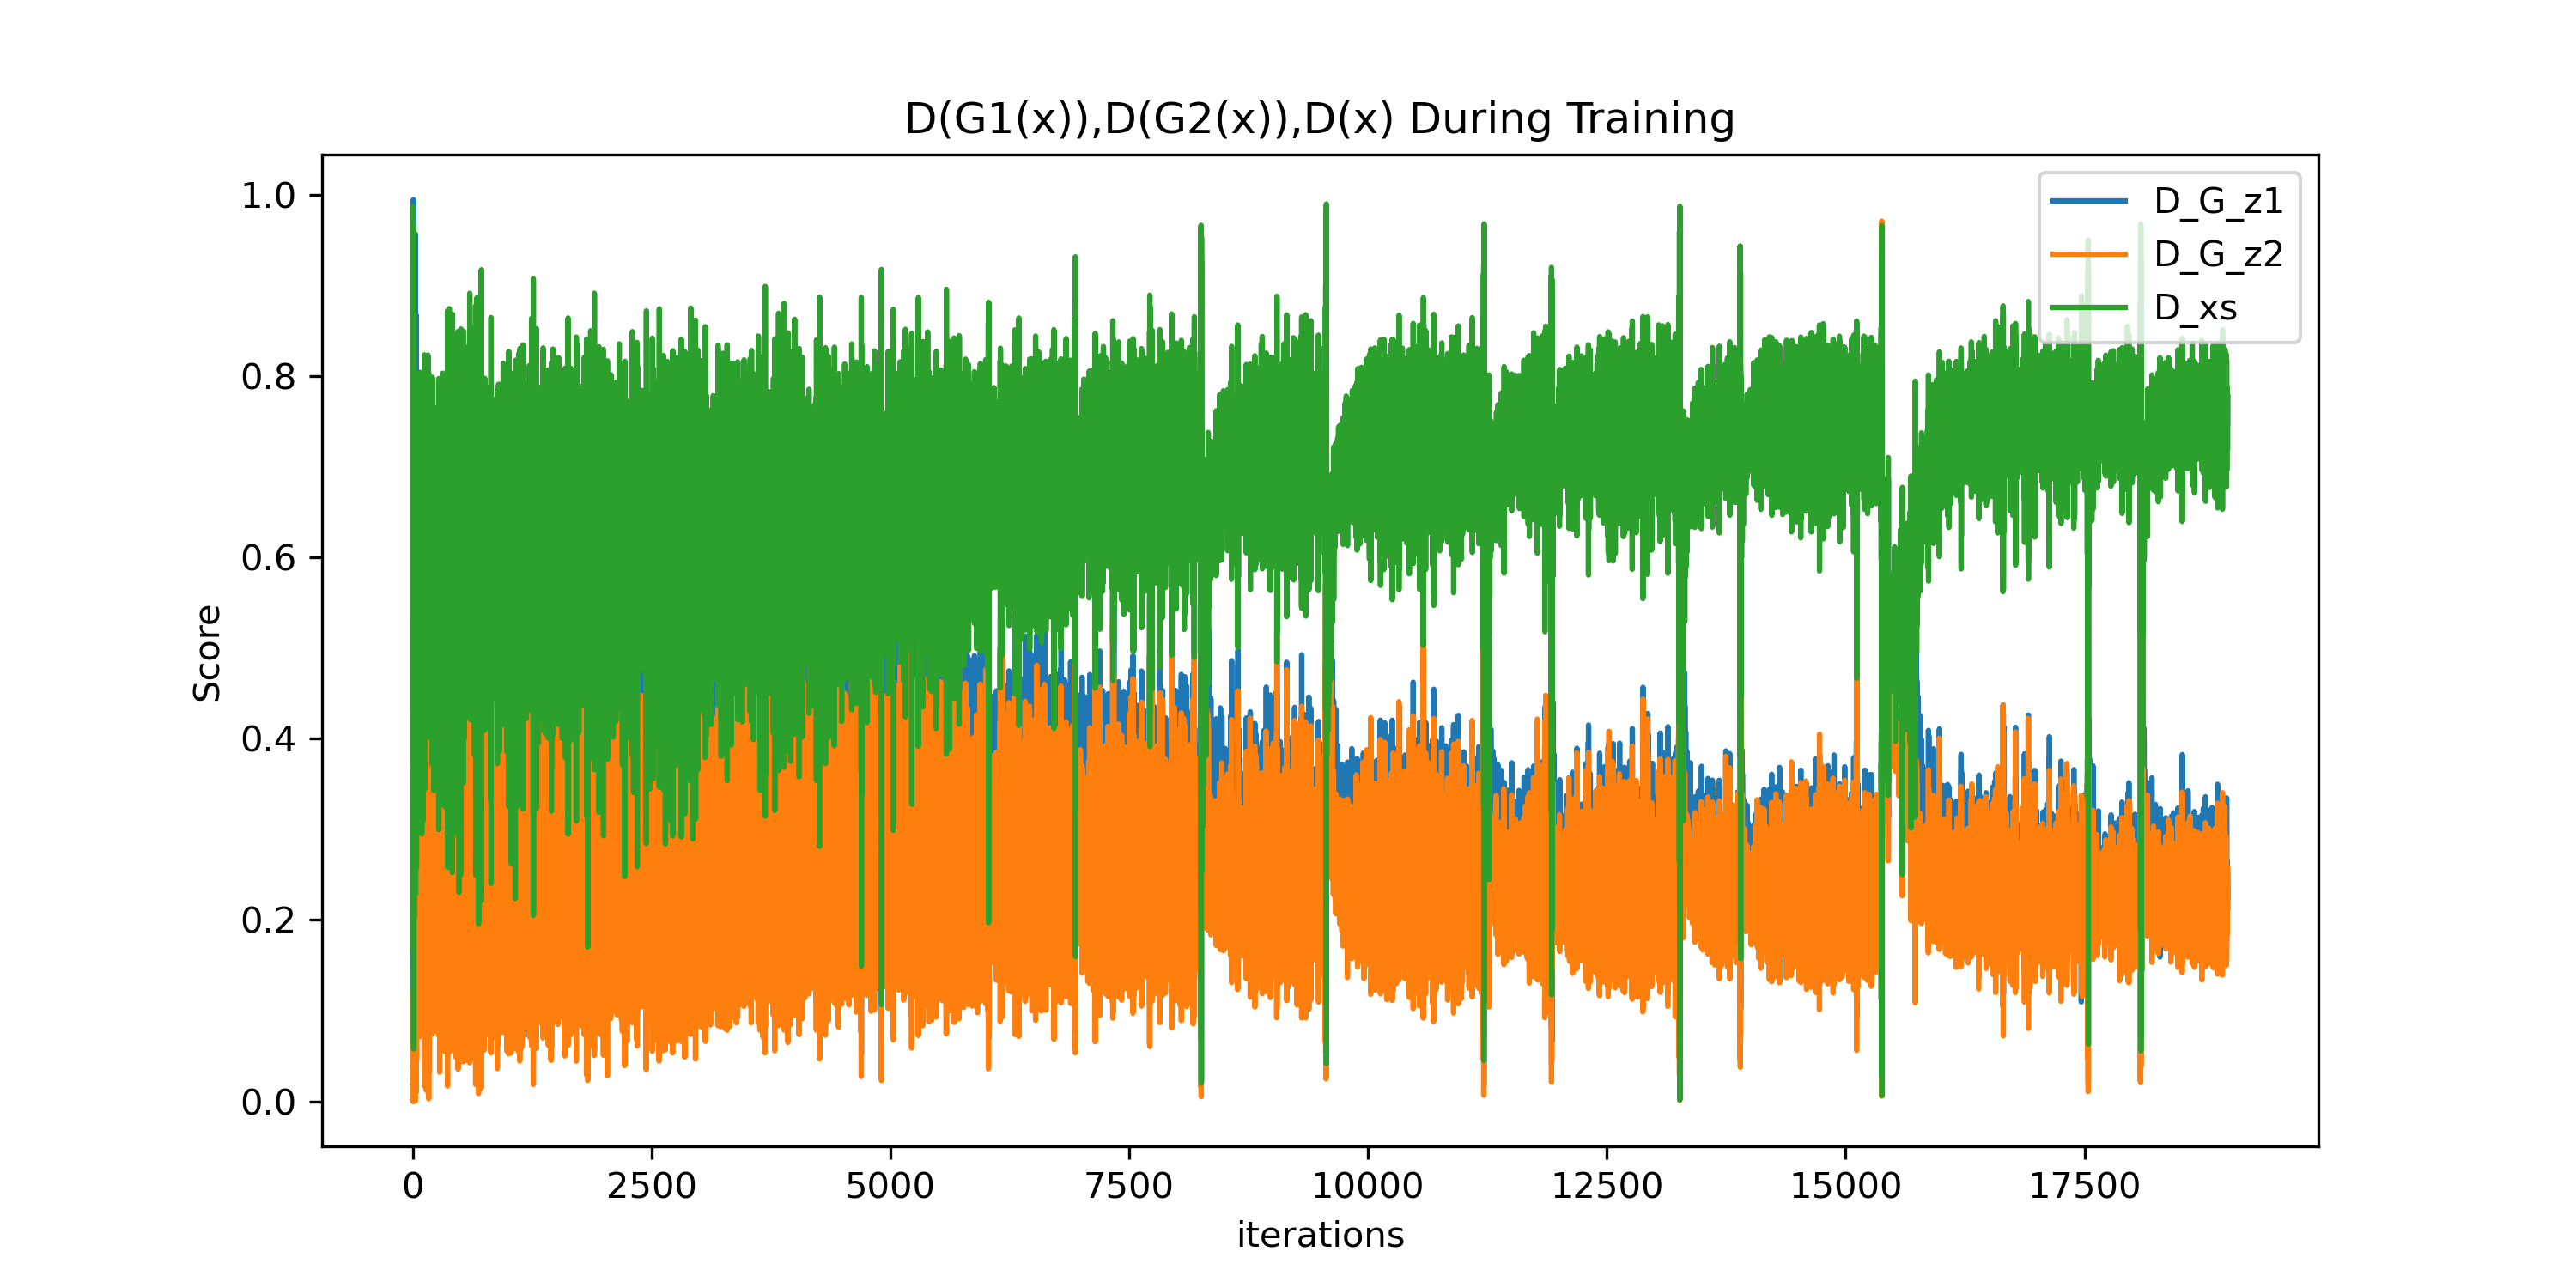 D(G1(x)),D(G2(x)),D(x) During Training
D_G_z1
D_G_z2
D_xs
Score
1.0
0.8
0.6
0.4
0.2
0.0
0 2500 5000 7500 10000 12500 15000 17500
iterations